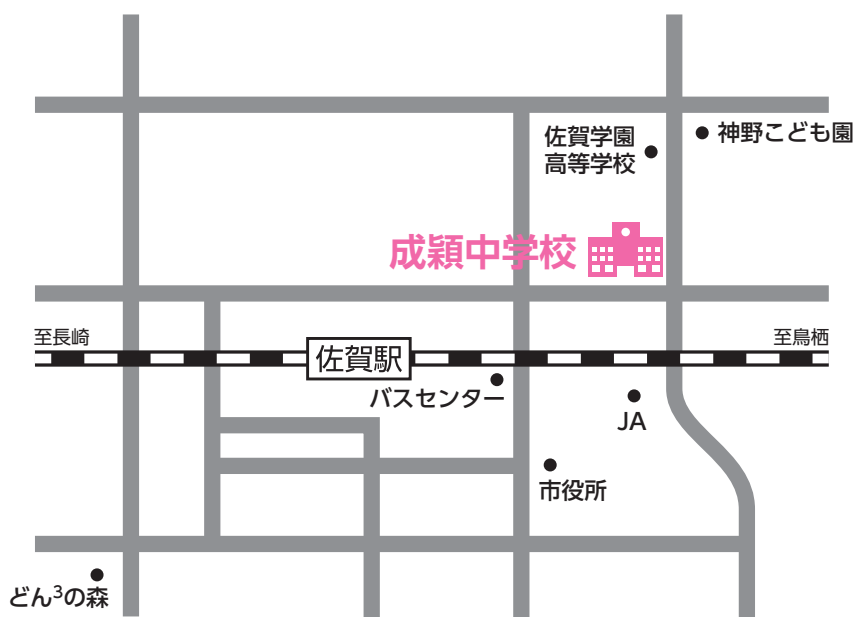 佐賀学園
高等学校
神野こども園
成穎中学校
至長崎
至鳥栖
佐賀駅
バスセンター
JA
市役所
どん³の森